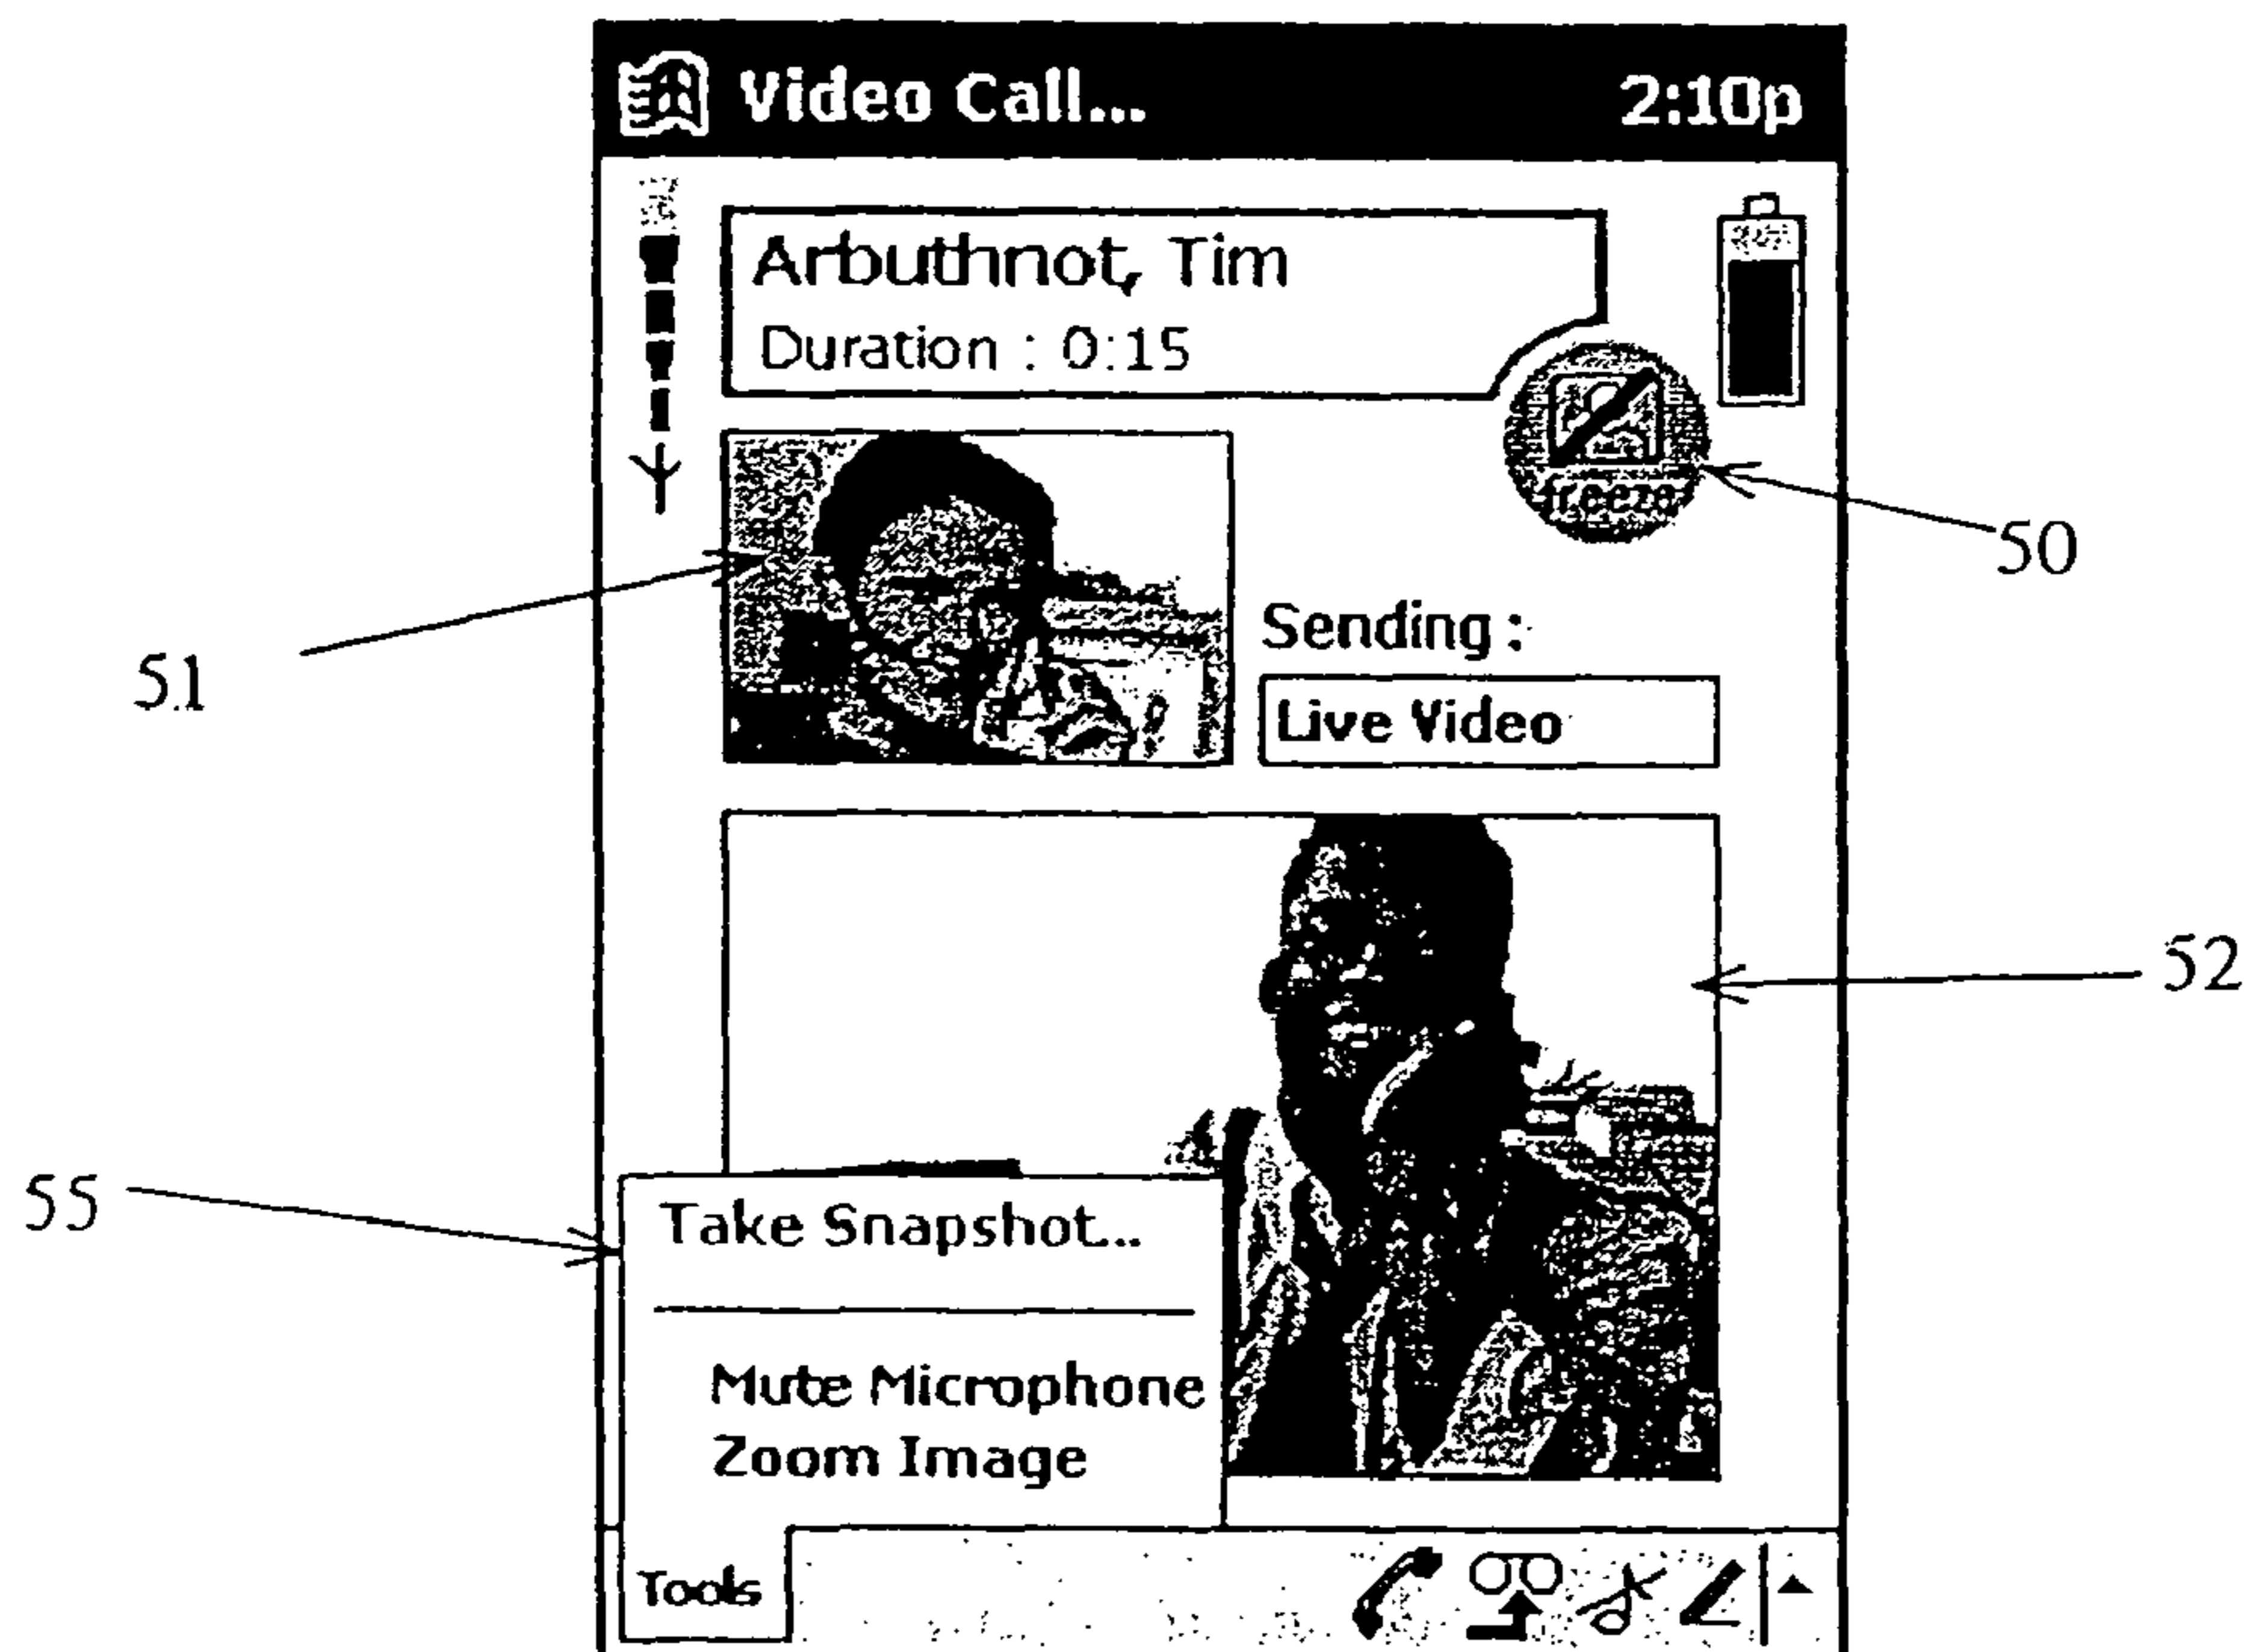 Video Call... 2:10p
Arbuthnot, Tim
Duration : 0:15
freeze
50
51
Sending :
Live Video
52
55
Take Snapshot...
Mute Microphone
Zoom Image
Tools